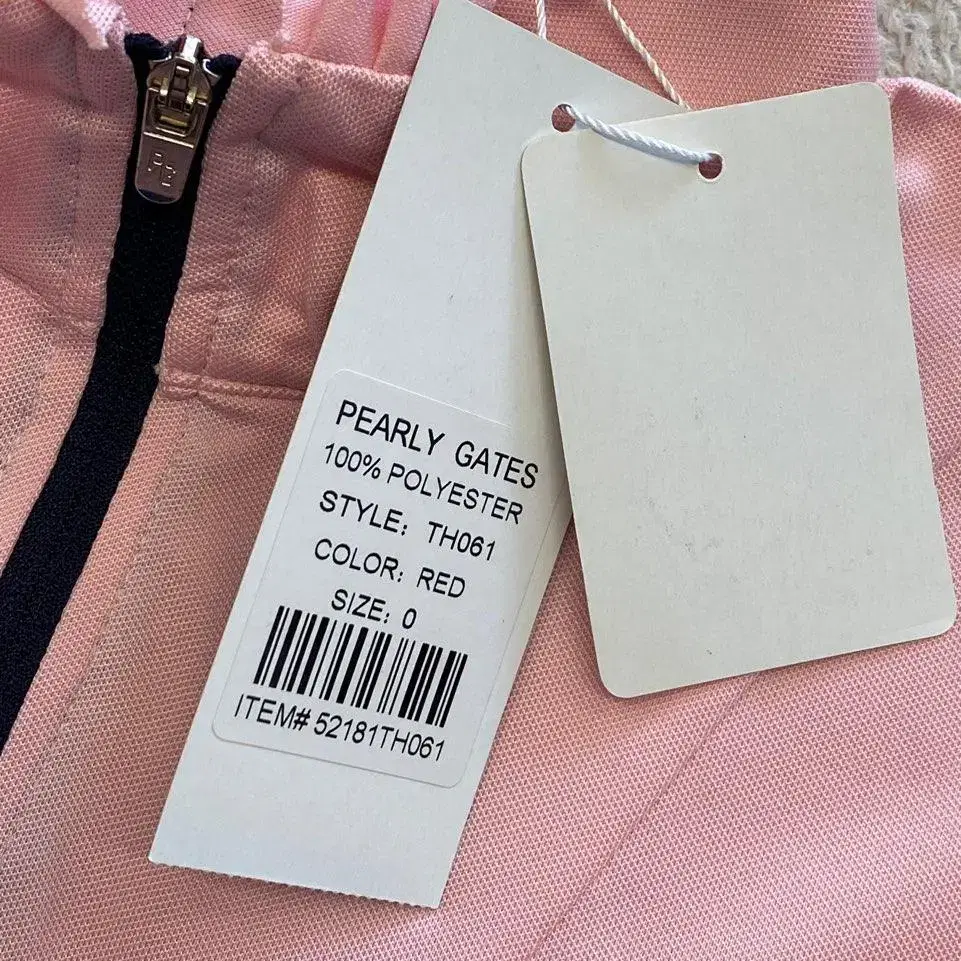 PEARLY GATES
100% POLYESTER
STYLE: TH061
COLOR: RED
SIZE: 0
ITEM# 52181TH061